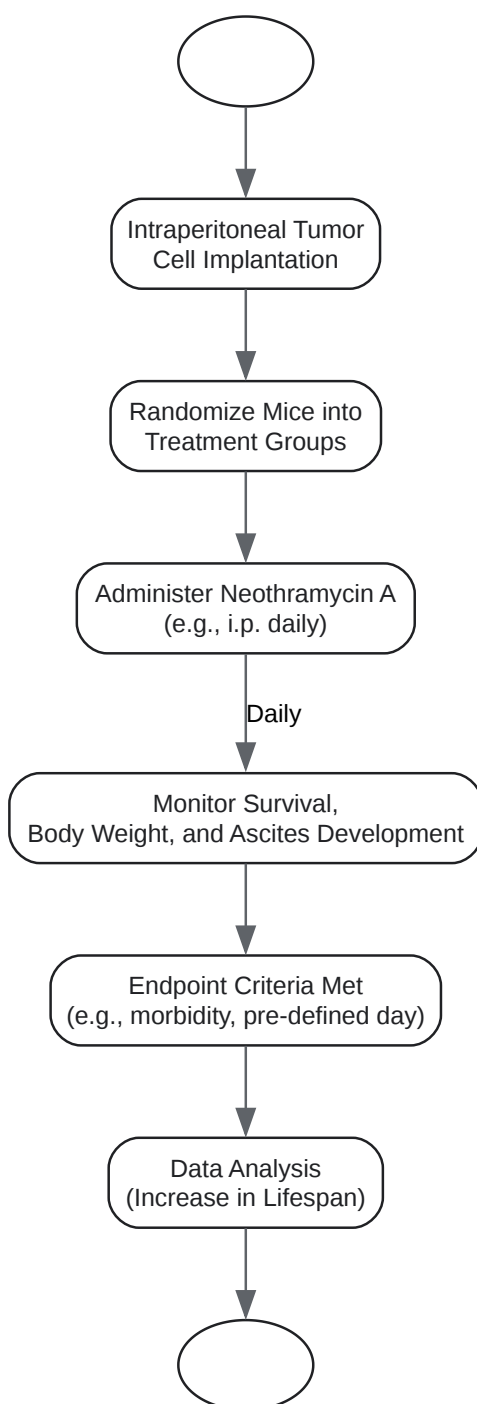 Intraperitoneal Tumor
Cell Implantation
Randomize Mice into
Treatment Groups
Administer Neothramycin A
(e.g., i.p. daily)
Daily
Monitor Survival,
Body Weight, and Ascites Development
Endpoint Criteria Met
(e.g., morbidity, pre-defined day)
Data Analysis
(Increase in Lifespan)